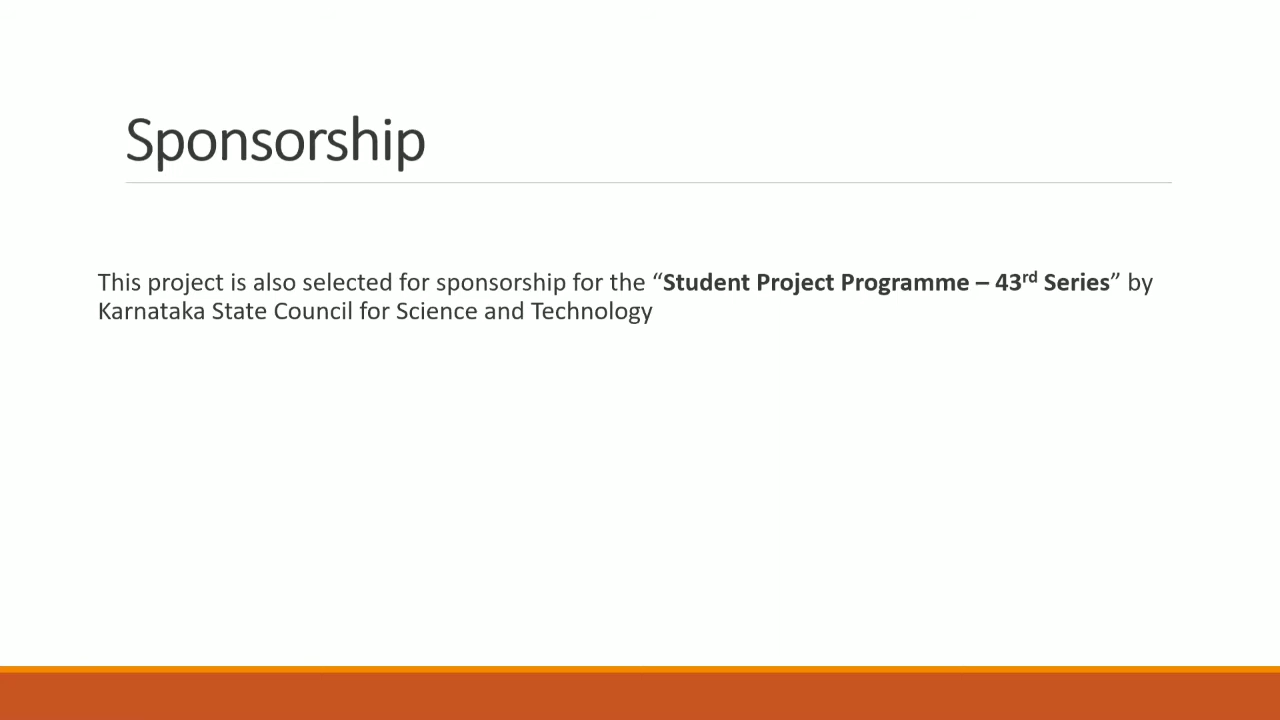 Sponsorship
This project is also selected for sponsorship for the “Student Project Programme – 43rd Series” by
Karnataka State Council for Science and Technology